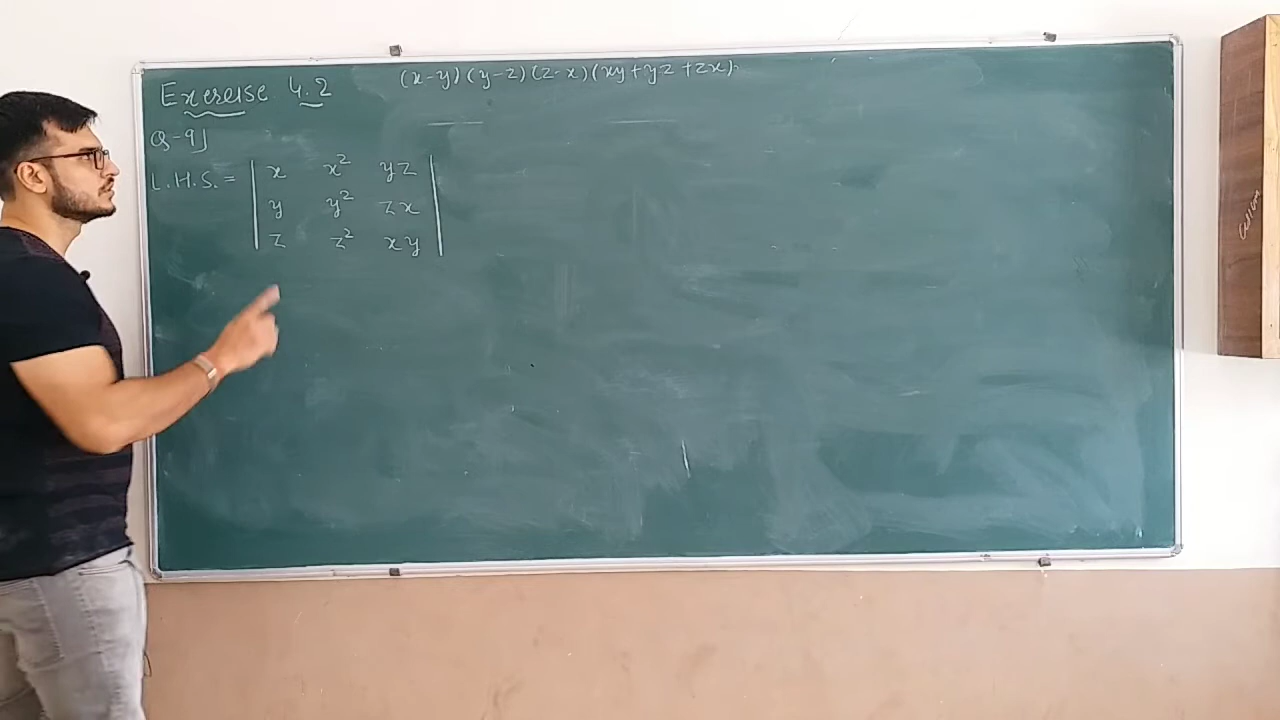 Exercise 4.2
(x-y)(y-z)(z-x)(xy+yz+zx).
Q-9]
L.H.S. = | x x² yz |
| y y² zx |
| z z² xy |